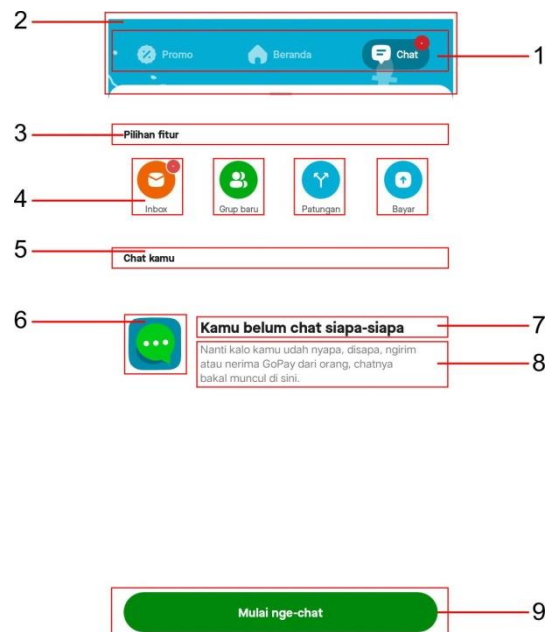 2
Promo
Beranda
Chat
1
3
Pilihan fitur
4
Inbox
Grup baru
Patungan
Bayar
5
Chat kamu
6
Kamu belum chat siapa-siapa
7
Nanti kalo kamu udah nyapa, disapa, ngirim
atau nerima GoPay dari orang, chatnya
bakal muncul di sini.
8
Mulai nge-chat
9